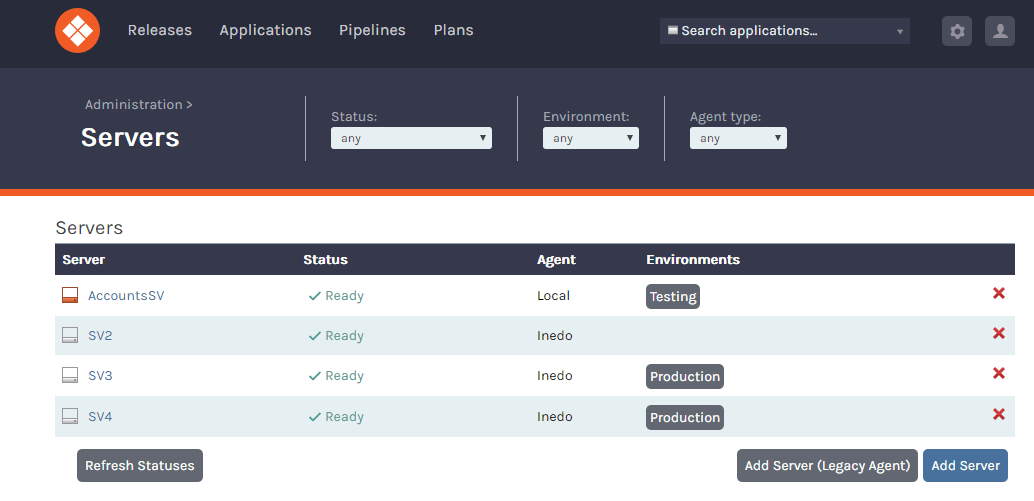 Releases Applications Pipelines Plans Search applications...
Administration >
Servers
Status: Environment: Agent type:
any any any
Servers
Server Status Agent Environments
AccountsSV Ready Local Testing
SV2 Ready Inedo
SV3 Ready Inedo Production
SV4 Ready Inedo Production
Refresh Statuses Add Server (Legacy Agent) Add Server